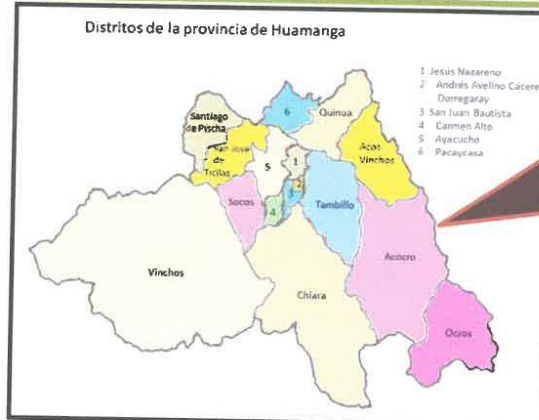 Distritos de la provincia de Huamanga
1 Jesús Nazareno
2 Andrés Avelino Cácere
Dorregaray
3 San Juan Bautista
4 Carmen Alto
5 Ayacucho
6 Pacaycasa
6
Quinua
Santiago
de Pischa
San José
de
Ticllas
5
1
2
3
4
Acos
Vinchos
Socos
Tambillo
Vinchos
Acocro
Chiara
Ocros